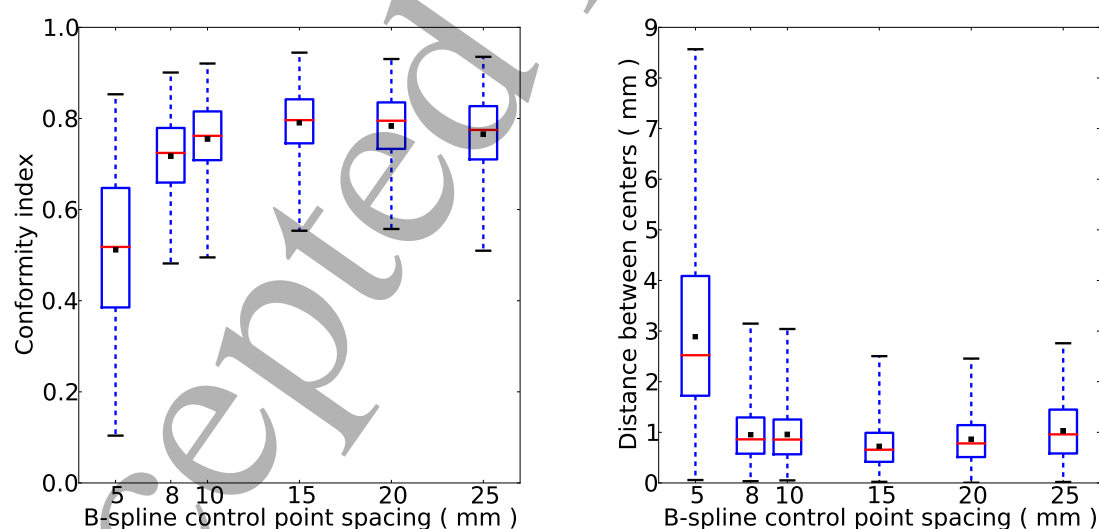 1.0
0.8
0.6
0.4
0.2
0.0
Conformity index
5 8 10 15 20 25
B-spline control point spacing ( mm )
9
8
7
6
5
4
3
2
1
0
Distance between centers ( mm )
5 8 10 15 20 25
B-spline control point spacing ( mm )
cepted